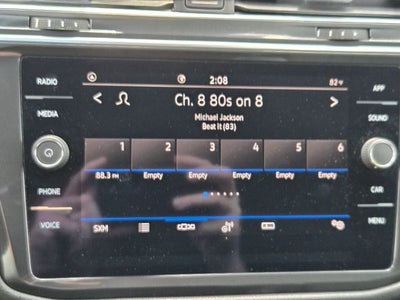 RADIO
MEDIA
PHONE
VOICE
2:08
82°F
< Ch. 8 80s on 8 >
Michael Jackson
Beat It (83)
1 2 3 4 5 6
88.3 FM Empty Empty Empty Empty Empty
SXM
APP
SOUND
CAR
MENU